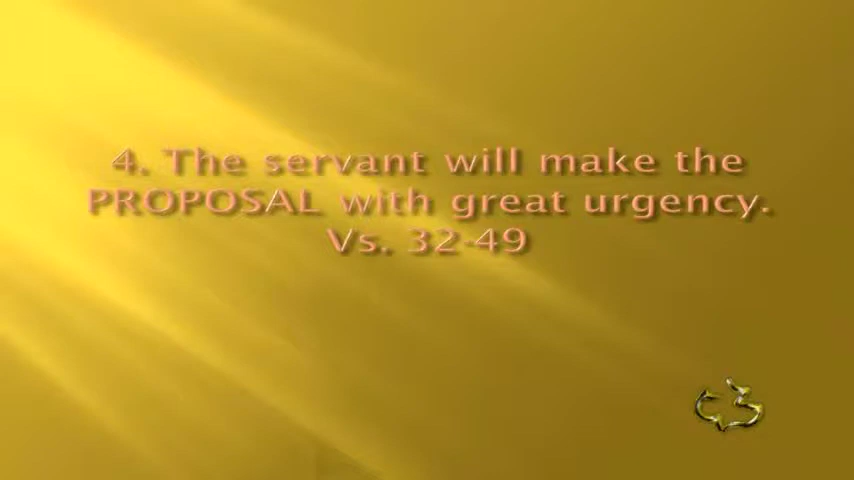 4. The servant will make the
PROPOSAL with great urgency.
Vs. 32-49